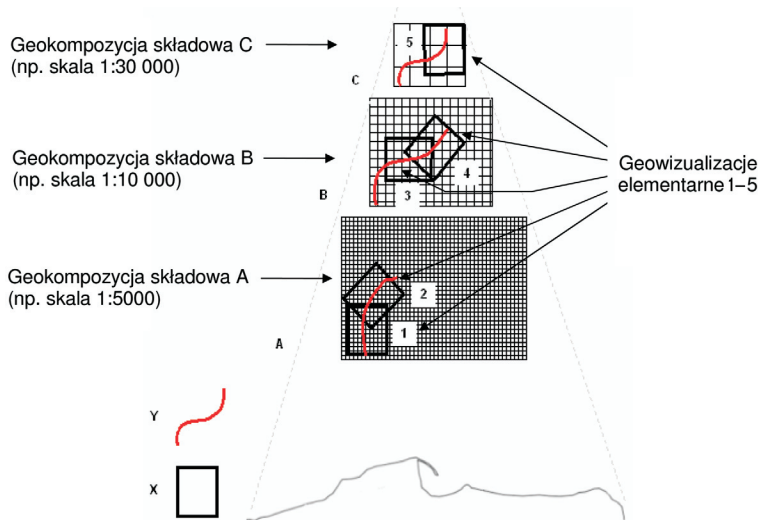 Geokompozycja składowa C
(np. skala 1:30 000)
5
C
Geokompozycja składowa B
(np. skala 1:10 000)
4
3
B
Geowizualizacje
elementarne 1–5
Geokompozycja składowa A
(np. skala 1:5000)
2
1
A
Y
X